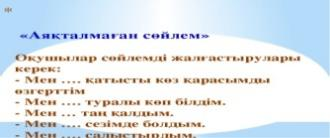 «Аяқталмаған сөйлем»
Оқушылар сөйлемді жалғастырулары
керек:
- Мен .... қатысты көз қарасымды
өзгерттім
- Мен .... туралы көп білдім.
- Мен ... таң қалдым.
- Мен .... сезімде болдым.
- Мен .... салыстырдым.